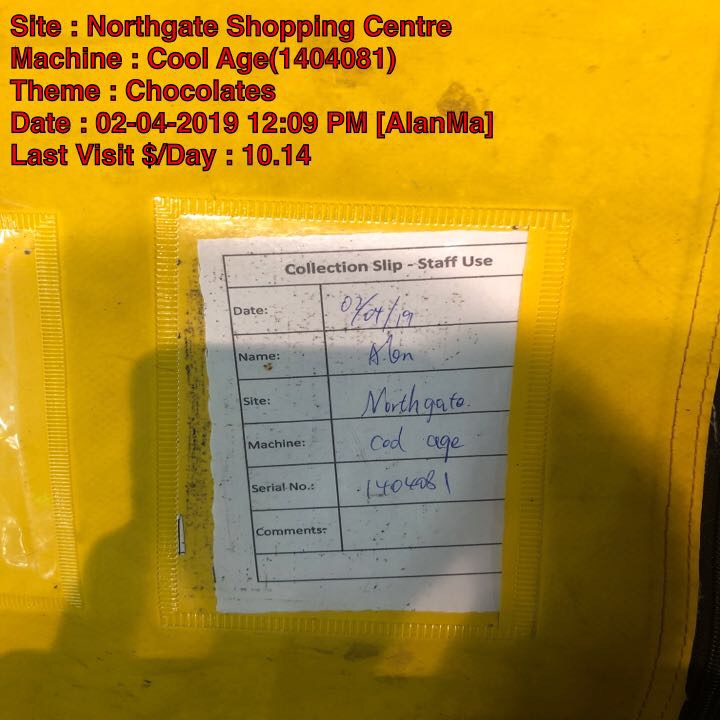 Site : Northgate Shopping Centre
Machine : Cool Age(1404081)
Theme : Chocolates
Date : 02-04-2019 12:09 PM [AlanMa]
Last Visit $/Day : 10.14
Collection Slip - Staff Use
Date: 02/04/19
Name: Alan
Site: Northgate.
Machine: Cool age
Serial No.: 1404081
Comments: